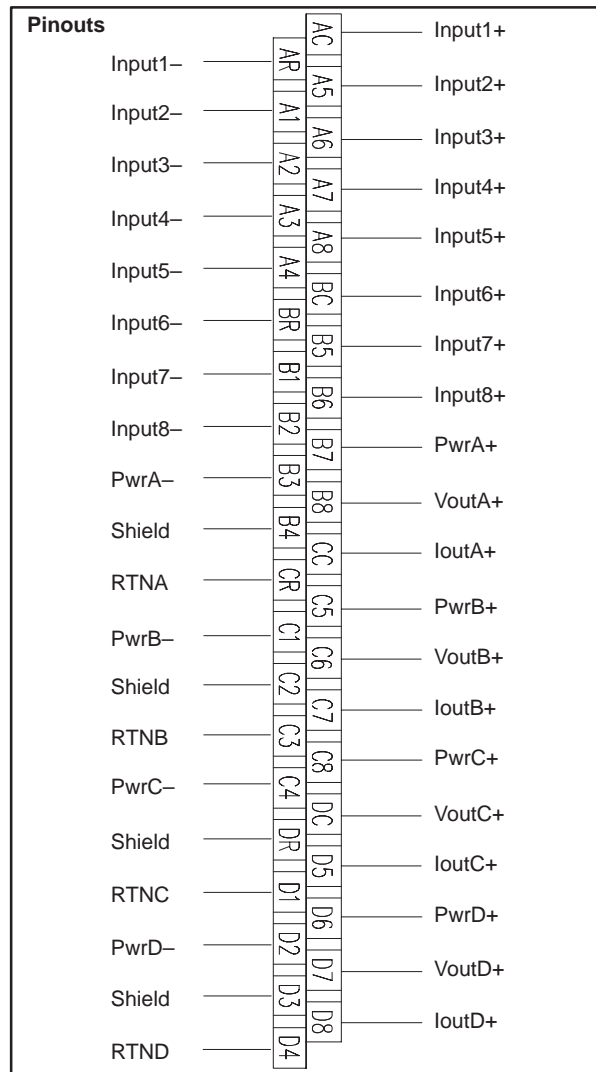 Pinouts
AC Input1+
Input1– AR
A5 Input2+
Input2– A1
A6 Input3+
Input3– A2
A7 Input4+
Input4– A3
A8 Input5+
Input5– A4
BC Input6+
Input6– BR
B5 Input7+
Input7– B1
B6 Input8+
Input8– B2
B7 PwrA+
PwrA– B3
B8 VoutA+
Shield B4
CC IoutA+
RTNA CR
C5 PwrB+
PwrB– C1
C6 VoutB+
Shield C2
C7 IoutB+
RTNB C3
C8 PwrC+
PwrC– C4
DC VoutC+
Shield DR
D5 IoutC+
RTNC D1
D6 PwrD+
PwrD– D2
D7 VoutD+
Shield D3
D8 IoutD+
RTND D4